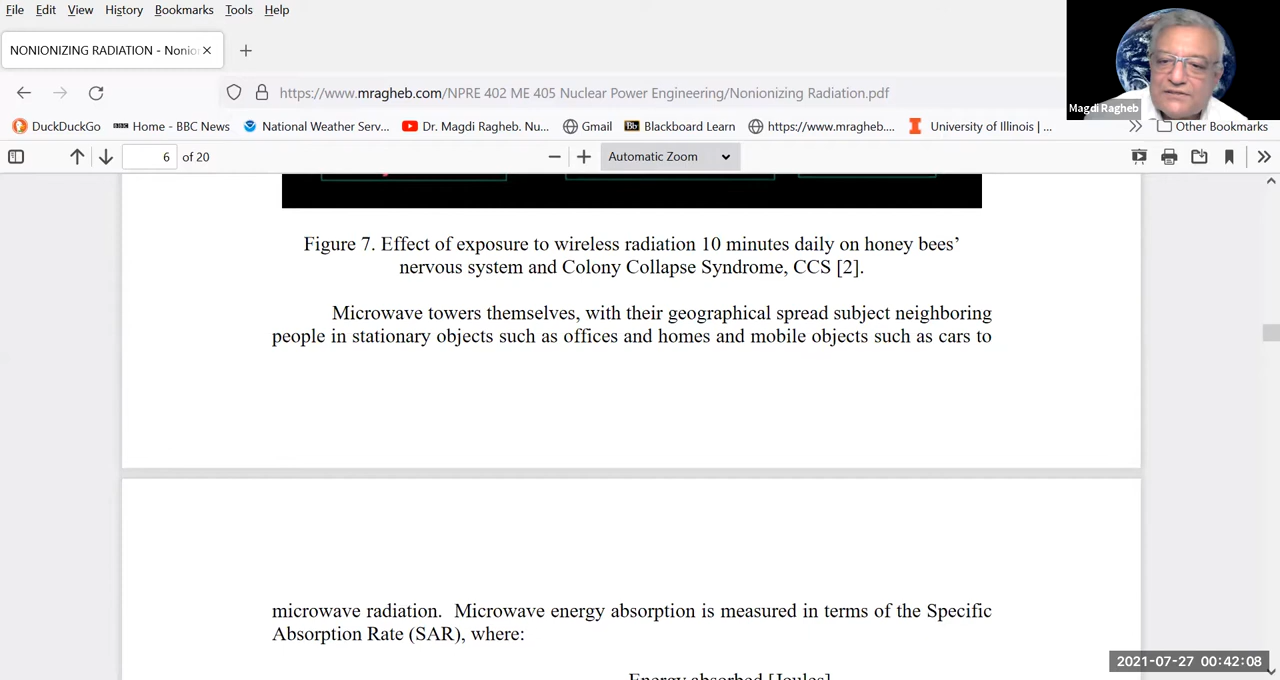 File Edit View History Bookmarks Tools Help
NONIONIZING RADIATION - Nonio
https://www.mragheb.com/NPRE 402 ME 405 Nuclear Power Engineering/Nonionizing Radiation.pdf
Magdi Ragheb
DuckDuckGo Home - BBC News National Weather Serv... Dr. Magdi Ragheb. Nu... Gmail Blackboard Learn https://www.mragheb.... University of Illinois |... Other Bookmarks
6 of 20 Automatic Zoom
Figure 7. Effect of exposure to wireless radiation 10 minutes daily on honey bees’
nervous system and Colony Collapse Syndrome, CCS [2].
Microwave towers themselves, with their geographical spread subject neighboring
people in stationary objects such as offices and homes and mobile objects such as cars to
microwave radiation. Microwave energy absorption is measured in terms of the Specific
Absorption Rate (SAR), where:
Energy absorbed [Joules]
2021-07-27 00:42:08